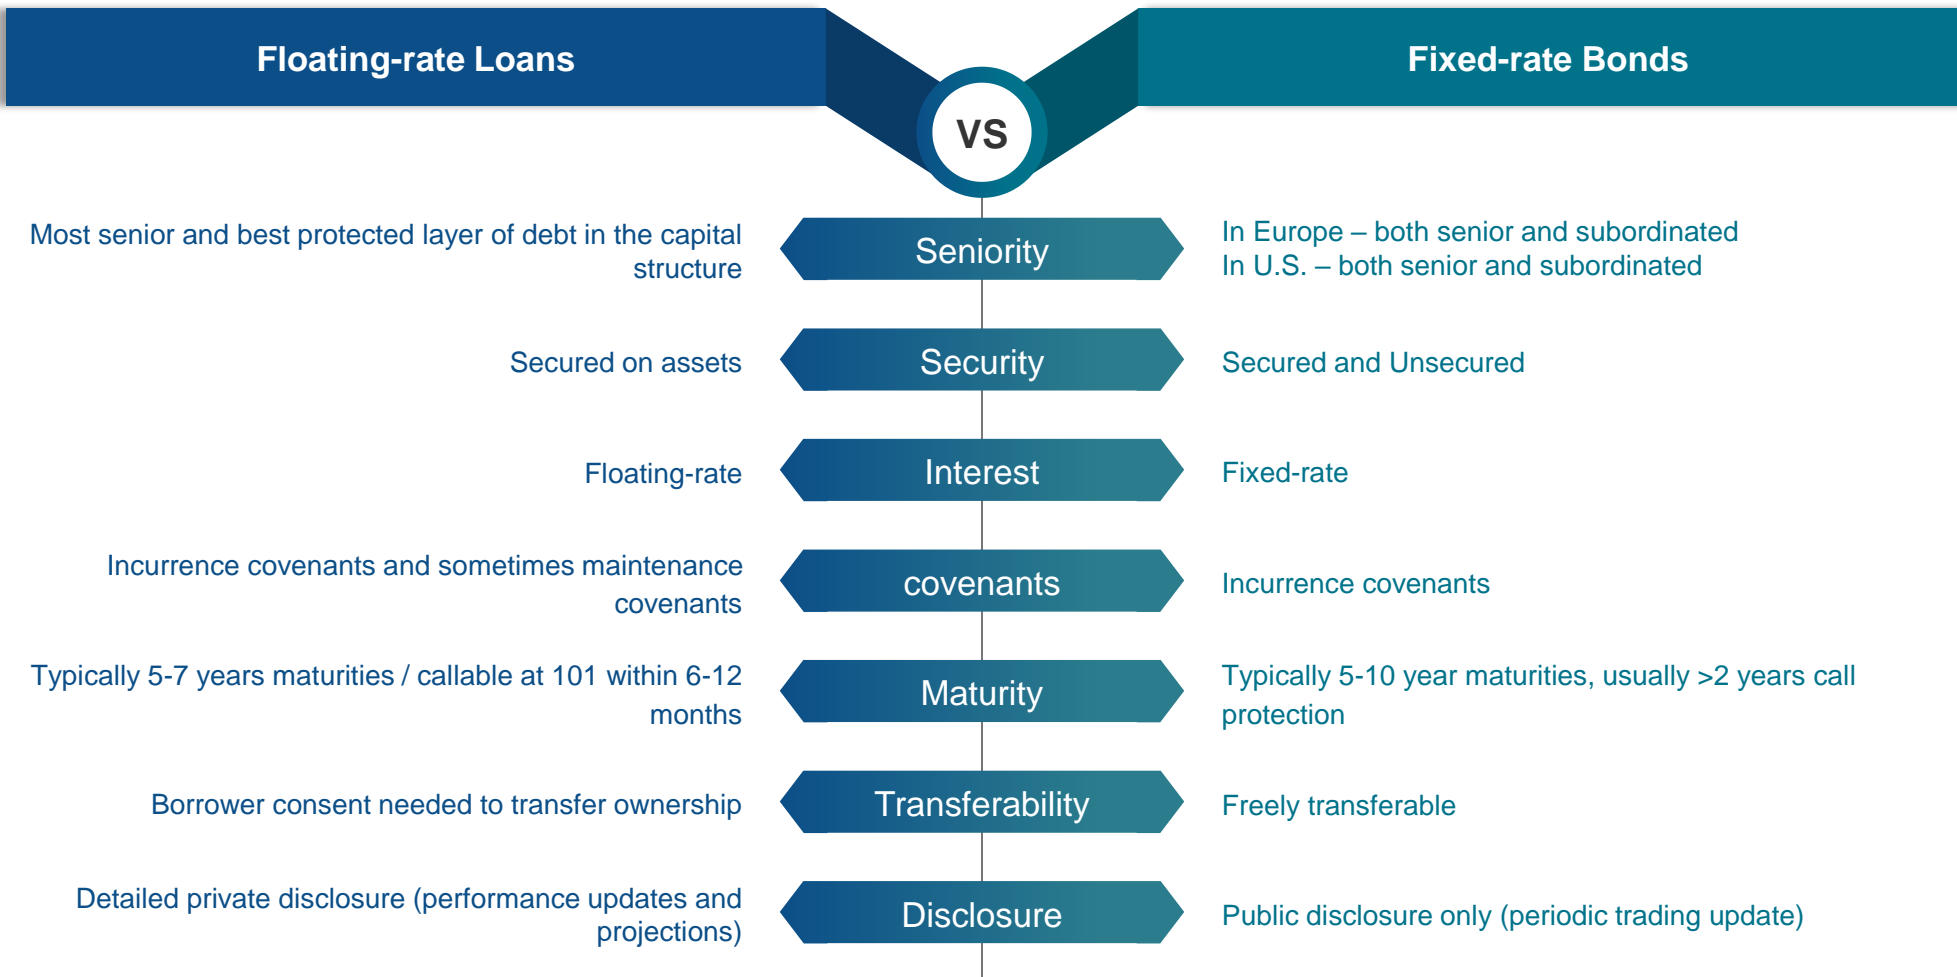 Floating-rate Loans
VS
Fixed-rate Bonds
Most senior and best protected layer of debt in the capital
structure
Seniority
In Europe – both senior and subordinated
In U.S. – both senior and subordinated
Secured on assets
Security
Secured and Unsecured
Floating-rate
Interest
Fixed-rate
Incurrence covenants and sometimes maintenance
covenants
covenants
Incurrence covenants
Typically 5-7 years maturities / callable at 101 within 6-12
months
Maturity
Typically 5-10 year maturities, usually >2 years call
protection
Borrower consent needed to transfer ownership
Transferability
Freely transferable
Detailed private disclosure (performance updates and
projections)
Disclosure
Public disclosure only (periodic trading update)